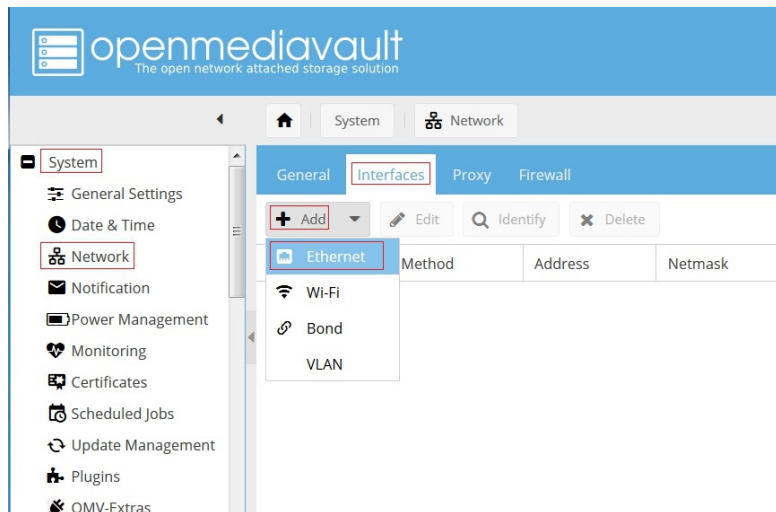 openmediavault
The open network attached storage solution
System Network
System
General Settings
Date & Time
Network
Notification
Power Management
Monitoring
Certificates
Scheduled Jobs
Update Management
Plugins
OMV-Extras
General Interfaces Proxy Firewall
Add Edit Identify Delete
Method Address Netmask
Ethernet
Wi-Fi
Bond
VLAN